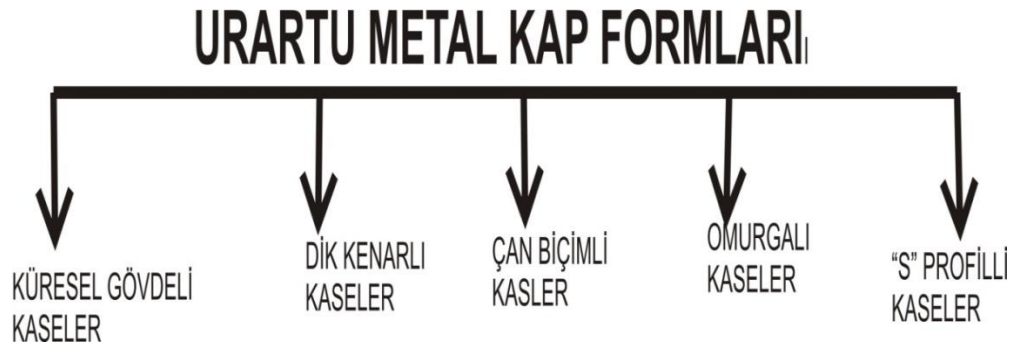 URARTU METAL KAP FORMLARI
KÜRESEL GÖVDELİ
KASELER
DİK KENARLI
KASELER
ÇAN BİÇİMLİ
KASLER
OMURGALI
KASELER
“S” PROFİLLİ
KASELER